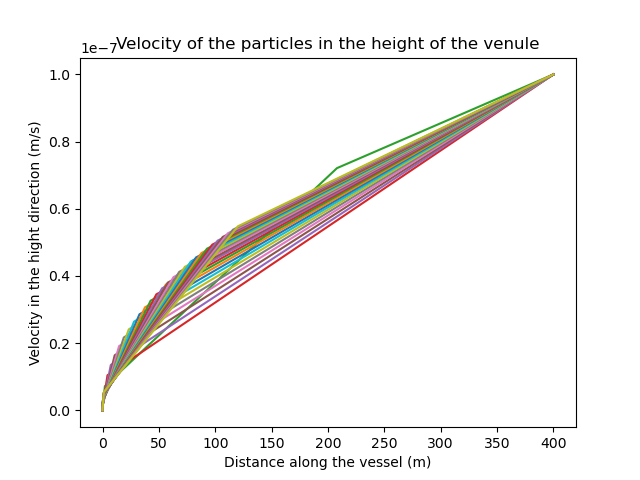 Velocity of the particles in the height of the venule
1e−7
1.0
0.8
0.6
0.4
0.2
0.0
Velocity in the hight direction (m/s)
0 50 100 150 200 250 300 350 400
Distance along the vessel (m)